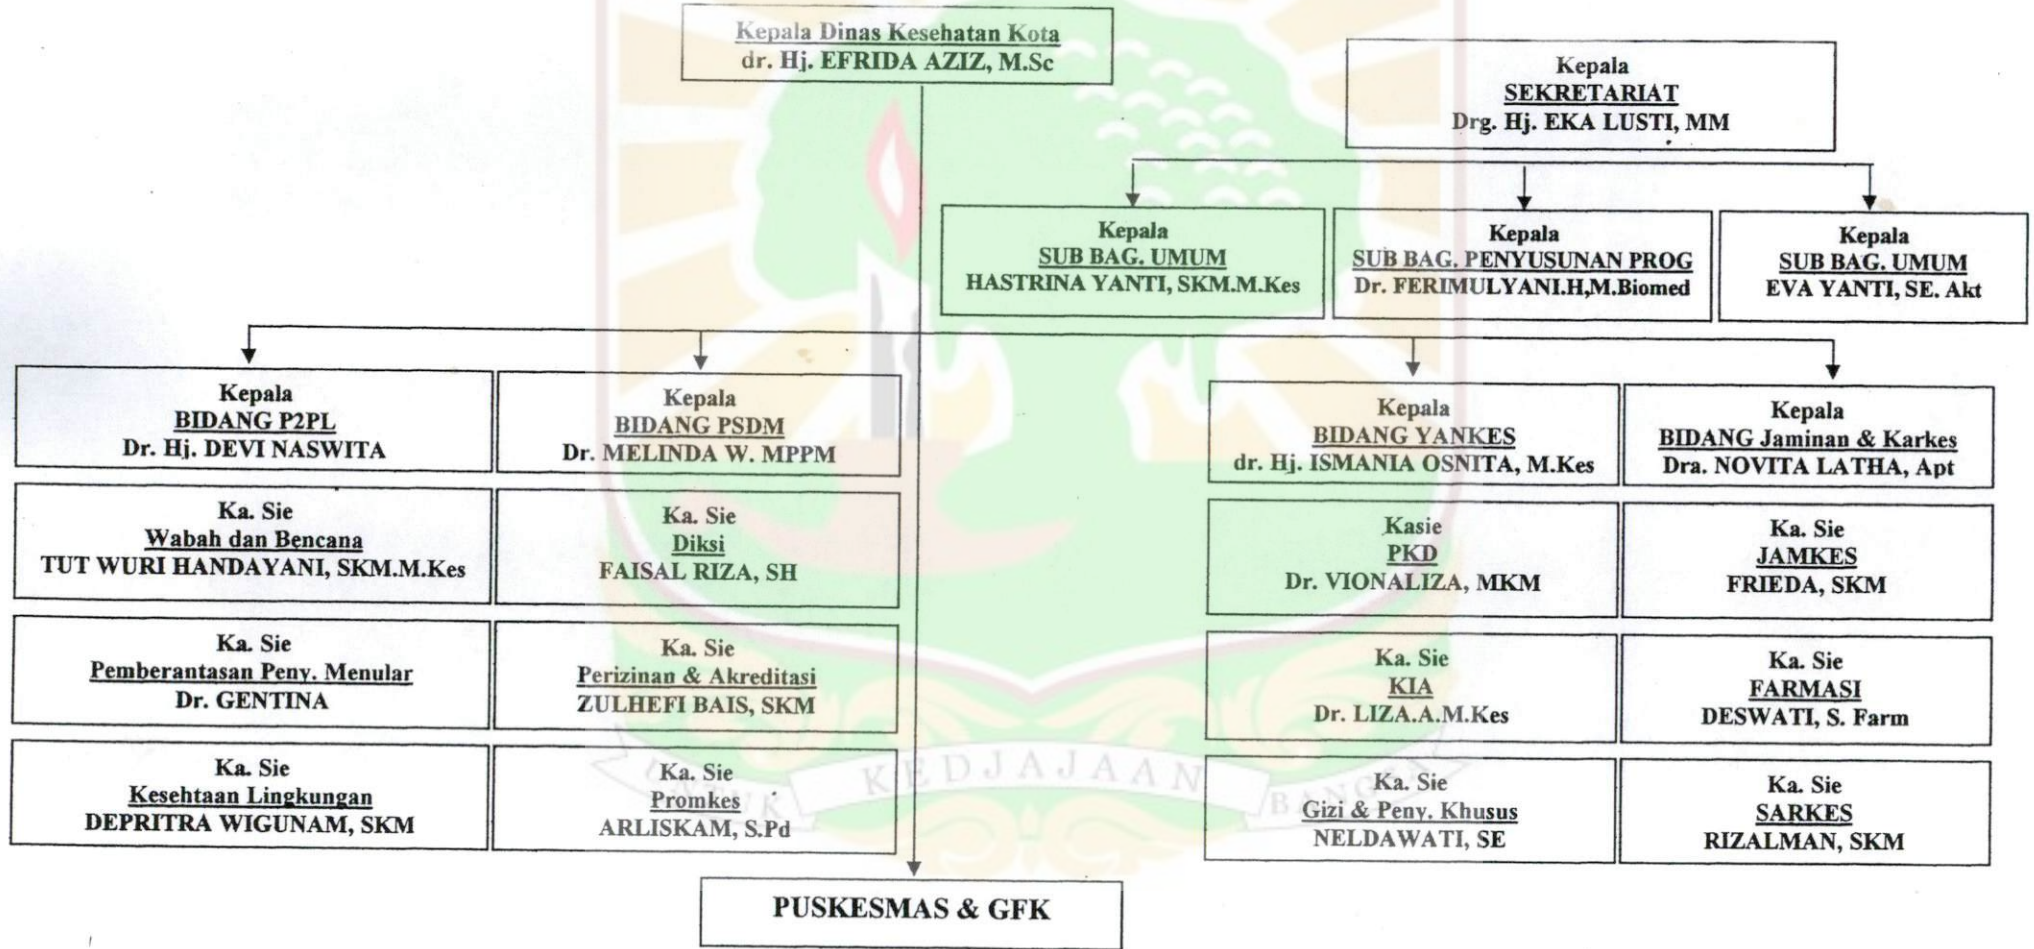 Kepala Dinas Kesehatan Kota
dr. Hj. EFRIDA AZIZ, M.Sc
Kepala
SEKRETARIAT
Drg. Hj. EKA LUSTI, MM
Kepala
SUB BAG. UMUM
HASTRINA YANTI, SKM.M.Kes
Kepala
SUB BAG. PENYUSUNAN PROG
Dr. FERIMULYANI.H,M.Biomed
Kepala
SUB BAG. UMUM
EVA YANTI, SE. Akt
Kepala
BIDANG P2PL
Dr. Hj. DEVI NASWITA
Kepala
BIDANG PSDM
Dr. MELINDA W. MPPM
Kepala
BIDANG YANKES
dr. Hj. ISMANIA OSNITA, M.Kes
Kepala
BIDANG Jaminan & Karkes
Dra. NOVITA LATHA, Apt
Ka. Sie
Wabah dan Bencana
TUT WURI HANDAYANI, SKM.M.Kes
Ka. Sie
Diksi
FAISAL RIZA, SH
Kasie
PKD
Dr. VIONALIZA, MKM
Ka. Sie
JAMKES
FRIEDA, SKM
Ka. Sie
Pemberantasan Peny. Menular
Dr. GENTINA
Ka. Sie
Perizinan & Akreditasi
ZULHEFI BAIS, SKM
Ka. Sie
KIA
Dr. LIZA.A.M.Kes
Ka. Sie
FARMASI
DESWATI, S. Farm
Ka. Sie
Kesehtaan Lingkungan
DEPRITRA WIGUNAM, SKM
Ka. Sie
Promkes
ARLISKAM, S.Pd
Ka. Sie
Gizi & Peny. Khusus
NELDAWATI, SE
Ka. Sie
SARKES
RIZALMAN, SKM
UNTUK KEDJAJAAN BANGSA
PUSKESMAS & GFK